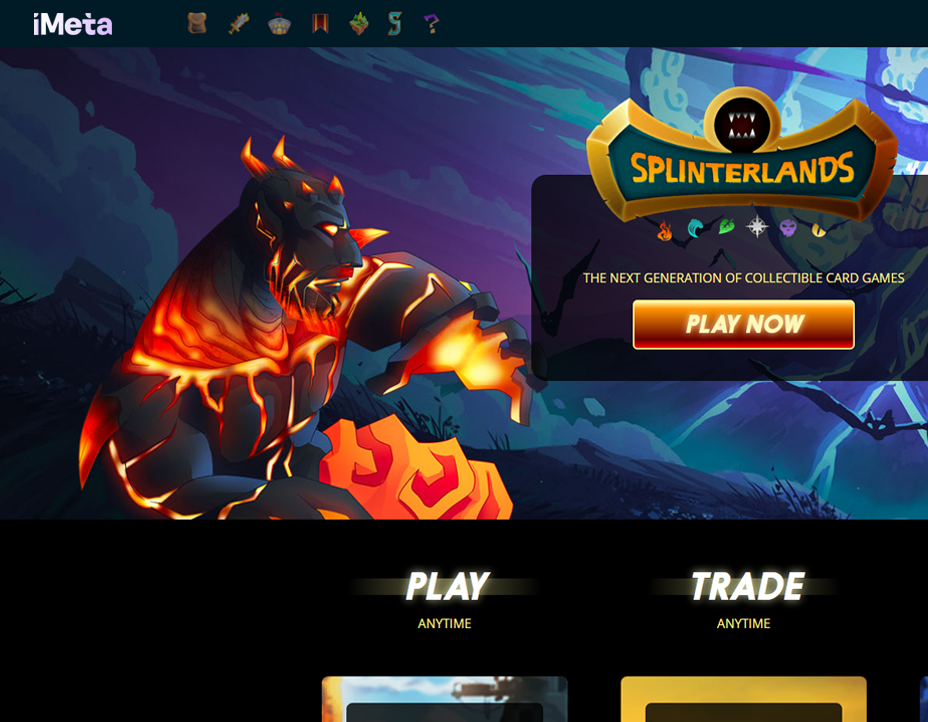 iMeta
SPLINTERLANDS
THE NEXT GENERATION OF COLLECTIBLE CARD GAMES
PLAY NOW
PLAY
ANYTIME
TRADE
ANYTIME